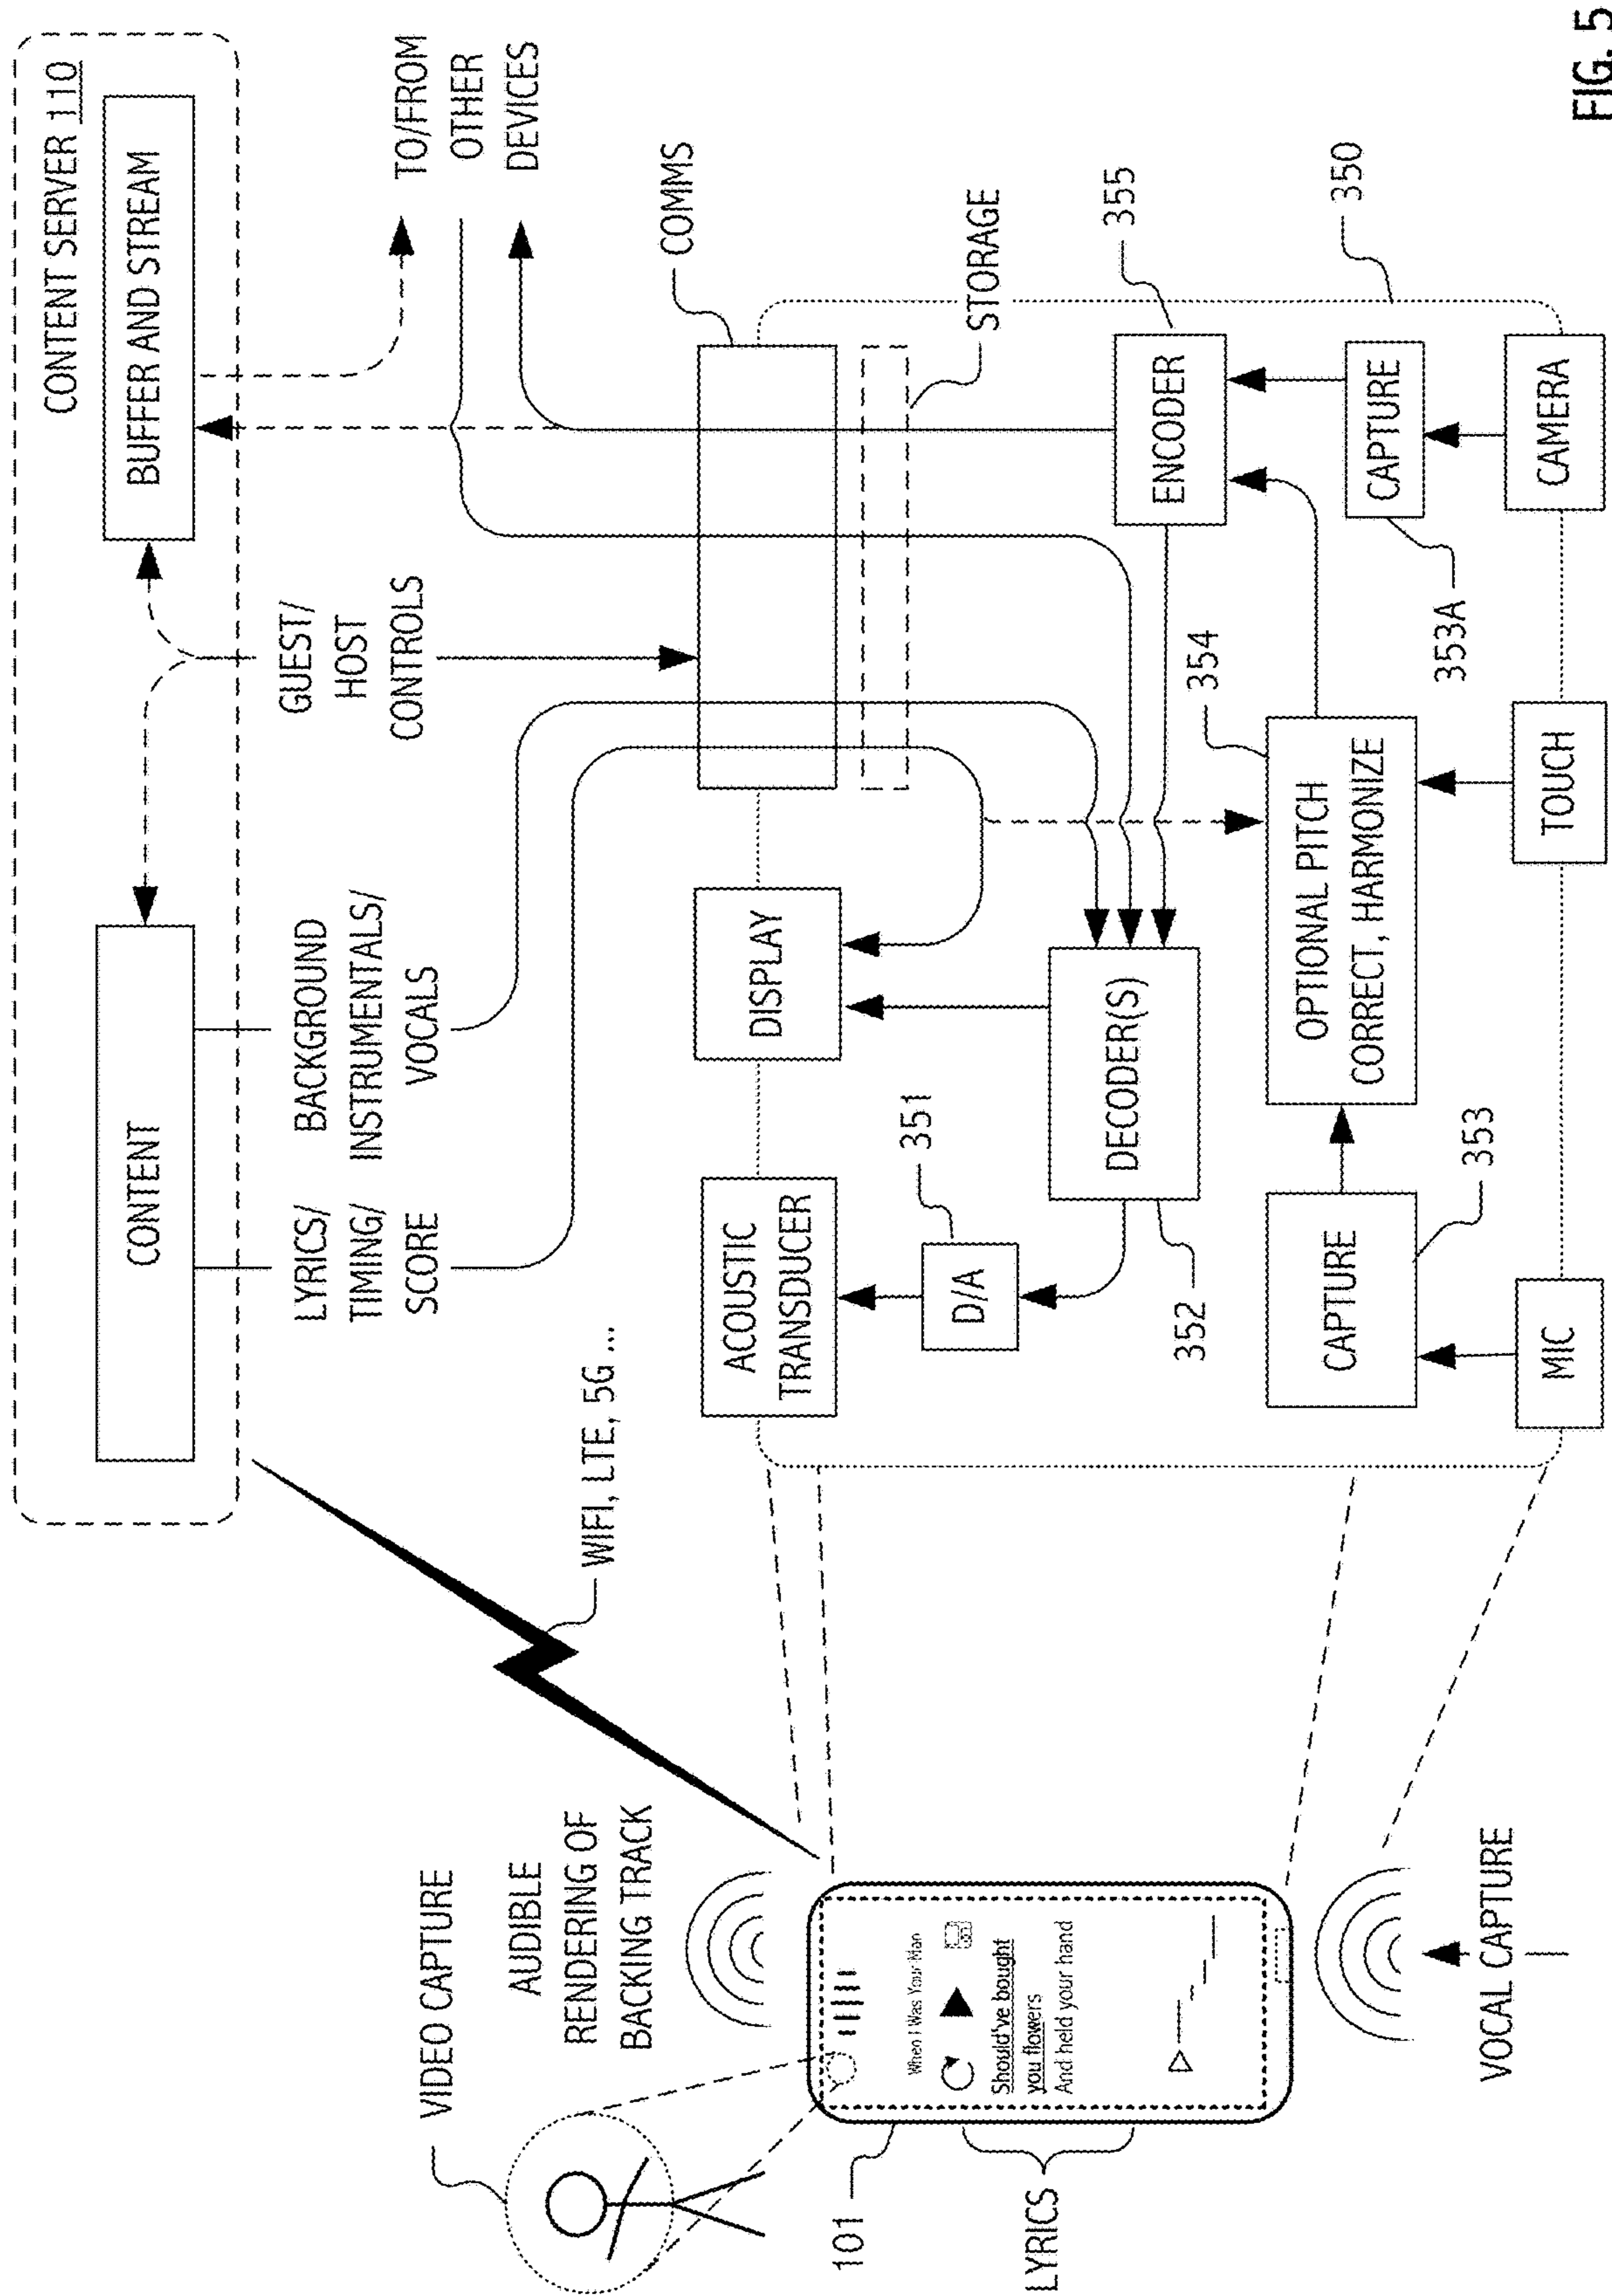 CONTENT SERVER 110
CONTENT
BUFFER AND STREAM
LYRICS/
TIMING/
SCORE
BACKGROUND
INSTRUMENTALS/
VOCALS
GUEST/
HOST
CONTROLS
TO/FROM
OTHER
DEVICES
WIFI, LTE, 5G ...
VIDEO CAPTURE
AUDIBLE
RENDERING OF
BACKING TRACK
COMMS
STORAGE
ACOUSTIC
TRANSDUCER
DISPLAY
351
D/A
DECODER(S)
352
354
355
ENCODER
350
OPTIONAL PITCH
CORRECT, HARMONIZE
CAPTURE
353
CAPTURE
353A
MIC
TOUCH
CAMERA
101
LYRICS
When I Was Your Man
Should've bought
you flowers
And held your hand
VOCAL CAPTURE
FIG. 5